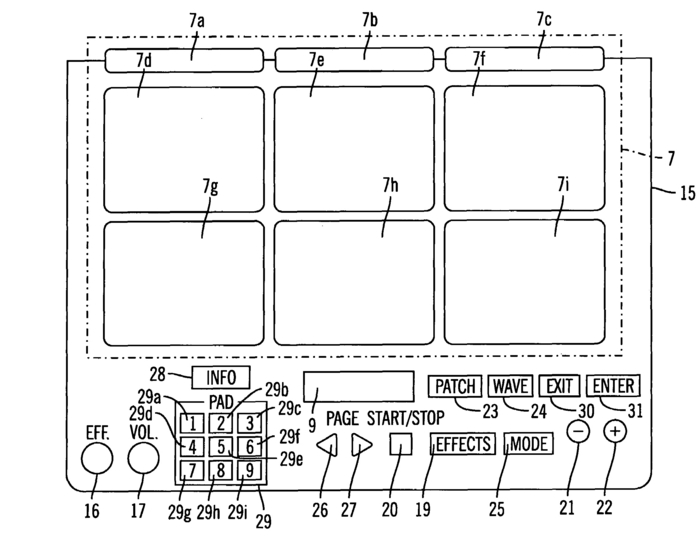 7a 7b 7c
7d 7e 7f
7
7g 7h 7i
15
28 INFO
29b
29a PAD 29c
PATCH WAVE EXIT ENTER
9 23 24 30 31
29d 1 2 3
PAGE START/STOP
EFF. VOL. 4 5 6 29f
29e
EFFECTS MODE − +
7 8 9
16 17 29g 29h 29i 29 26 27 20 19 25 21 22